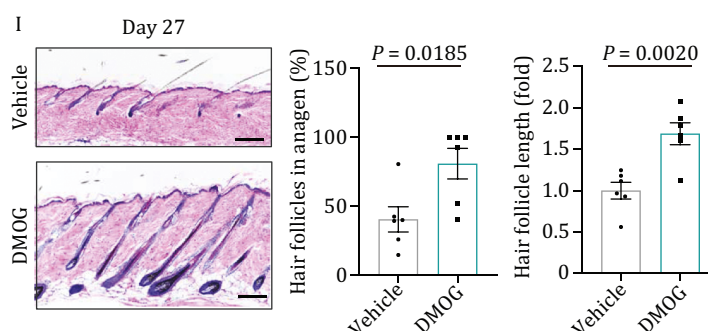 I
Day 27
Vehicle
DMOG
P = 0.0185
Hair follicles in anagen (%)
150
100
50
0
Vehicle
DMOG
P = 0.0020
Hair follicle length (fold)
2.5
2.0
1.5
1.0
0.5
0
Vehicle
DMOG